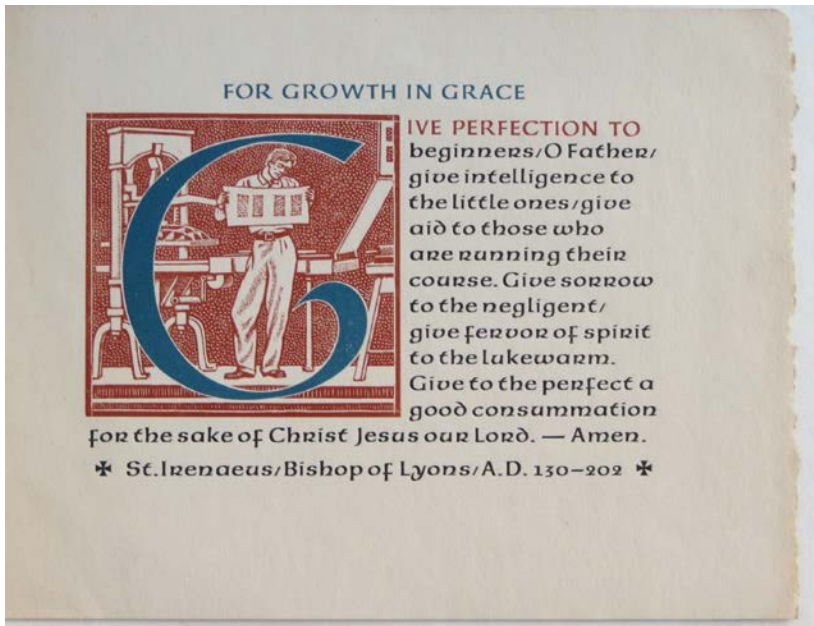 FOR GROWTH IN GRACE
GIVE PERFECTION TO
beginners/O Father/
give intelligence to
the little ones/give
aid to those who
are running their
course. Give sorrow
to the negligent/
give fervor of spirit
to the lukewarm.
Give to the perfect a
good consummation
for the sake of Christ Jesus our Lord. — Amen.
✠ St. Irenaeus/Bishop of Lyons/A.D. 130–202 ✠